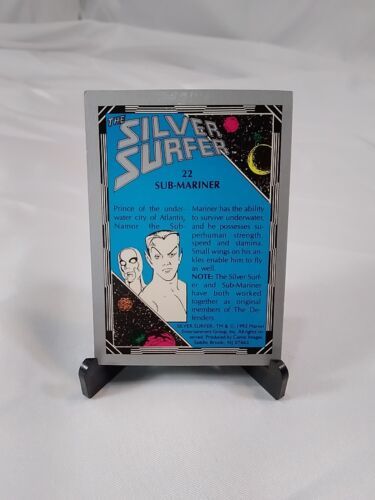 THE
SILVER
SURFER
22
SUB-MARINER
Prince of the under-
water city of Atlantis,
Namor the Sub-
Mariner has the ability
to survive underwater,
and he possesses su-
perhuman strength,
speed and stamina.
Small wings on his an-
kles enable him to fly
as well.
NOTE: The Silver Surf-
er and Sub-Mariner
have both worked
together as original
members of The De-
fenders
SILVER SURFER, TM & © 1992 Marvel
Entertainment Group, Inc. All rights re-
served. Produced by Comic Images
Saddle Brook, NJ 07662